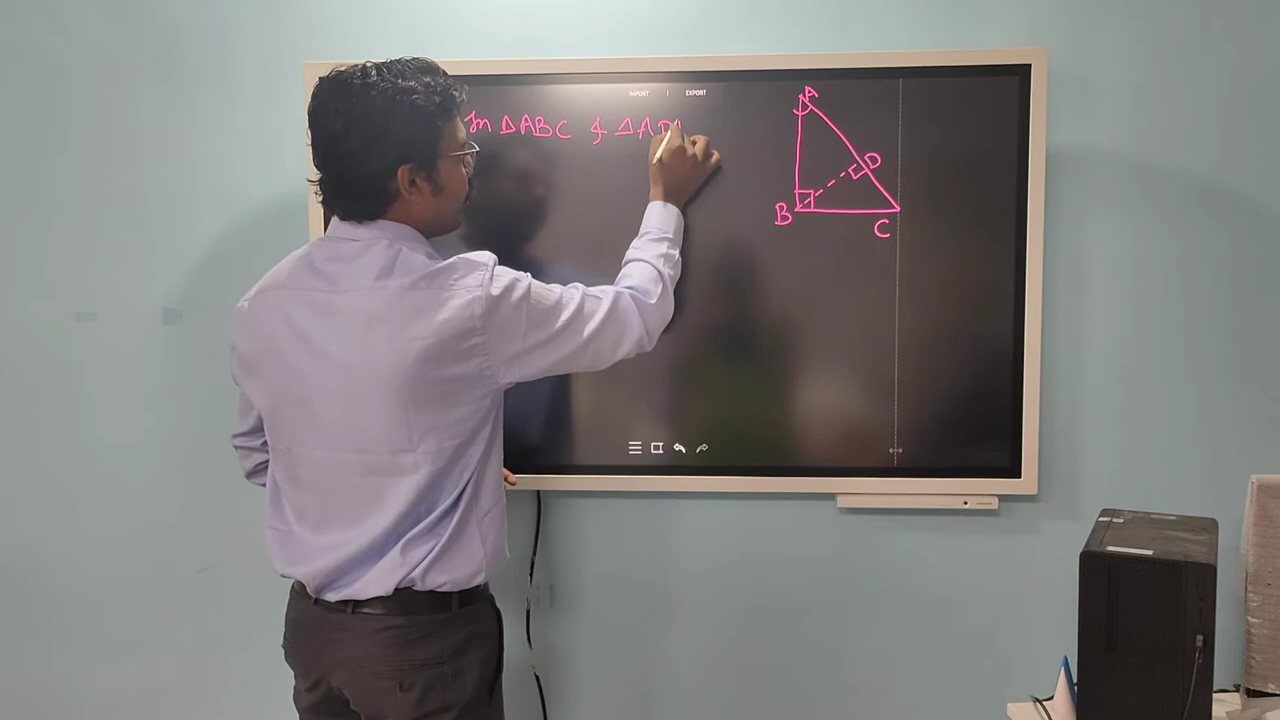 IMPORT | EXPORT
In ΔABC & ΔAD
A
D
B
C